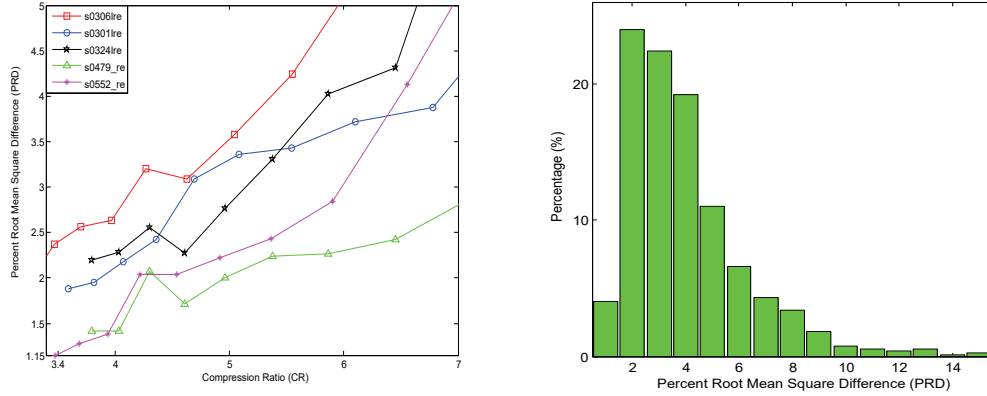 5
4.5
4
3.5
3
2.5
2
1.5
1.15
Percent Root Mean Square Difference (PRD)
s0306lre
s0301lre
s0324lre
s0479_re
s0552_re
3.4 4 5 6 7
Compression Ratio (CR)
20
10
0
Percentage (%)
2 4 6 8 10 12 14
Percent Root Mean Square Difference (PRD)